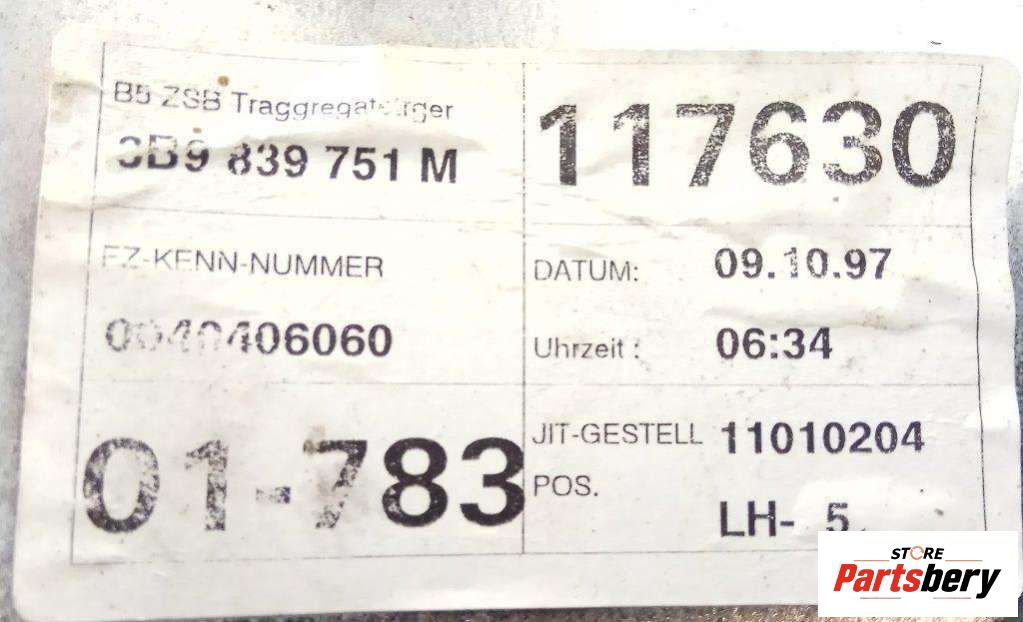 B5 ZSB
3B9 839 751 M
117630
FZ-KENN-NUMMER
0040406060
DATUM: 09.10.97
Uhrzeit : 06:34
01-783
JIT-GESTELL 11010204
POS.
LH- 5
STORE
Partsbery